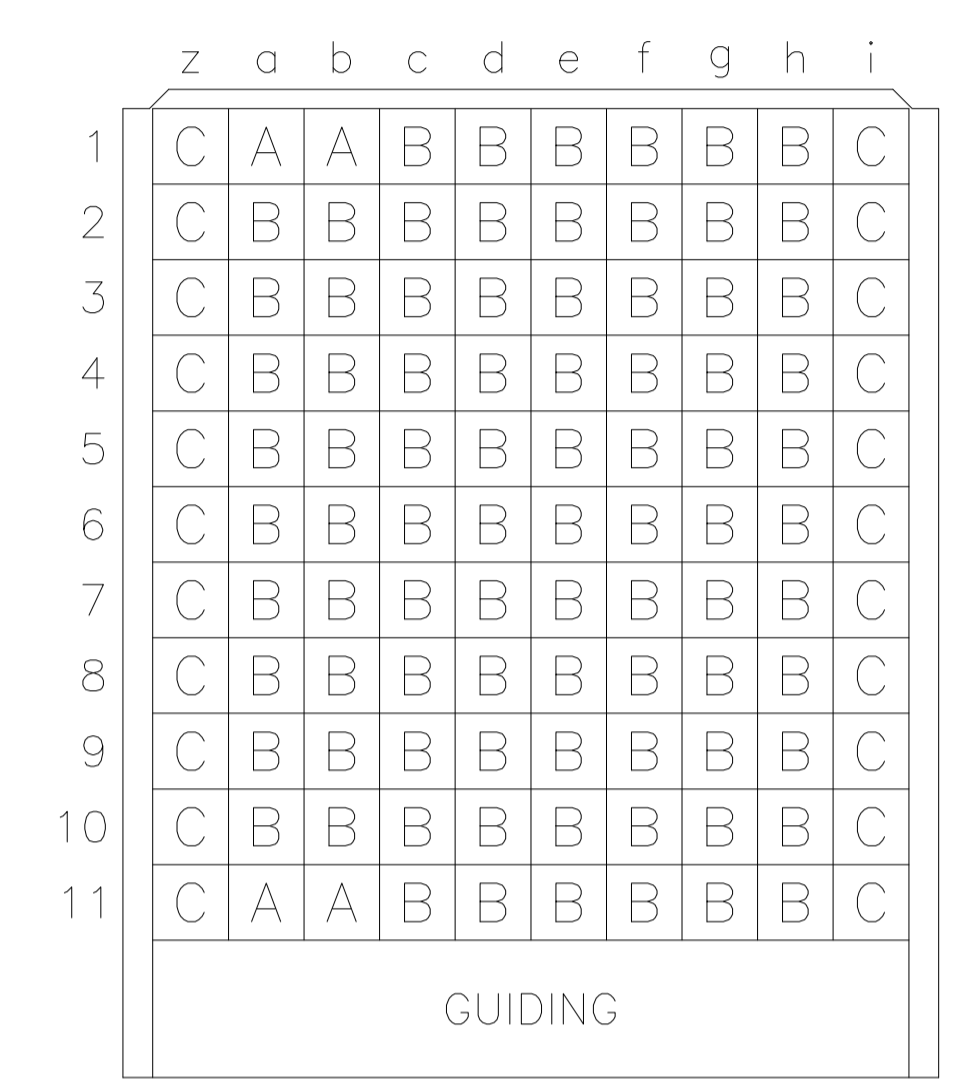 z a b c d e f g h i
1 C A A B B B B B B C
2 C B B B B B B B B C
3 C B B B B B B B B C
4 C B B B B B B B B C
5 C B B B B B B B B C
6 C B B B B B B B B C
7 C B B B B B B B B C
8 C B B B B B B B B C
9 C B B B B B B B B C
10 C B B B B B B B B C
11 C A A B B B B B B C
GUIDING